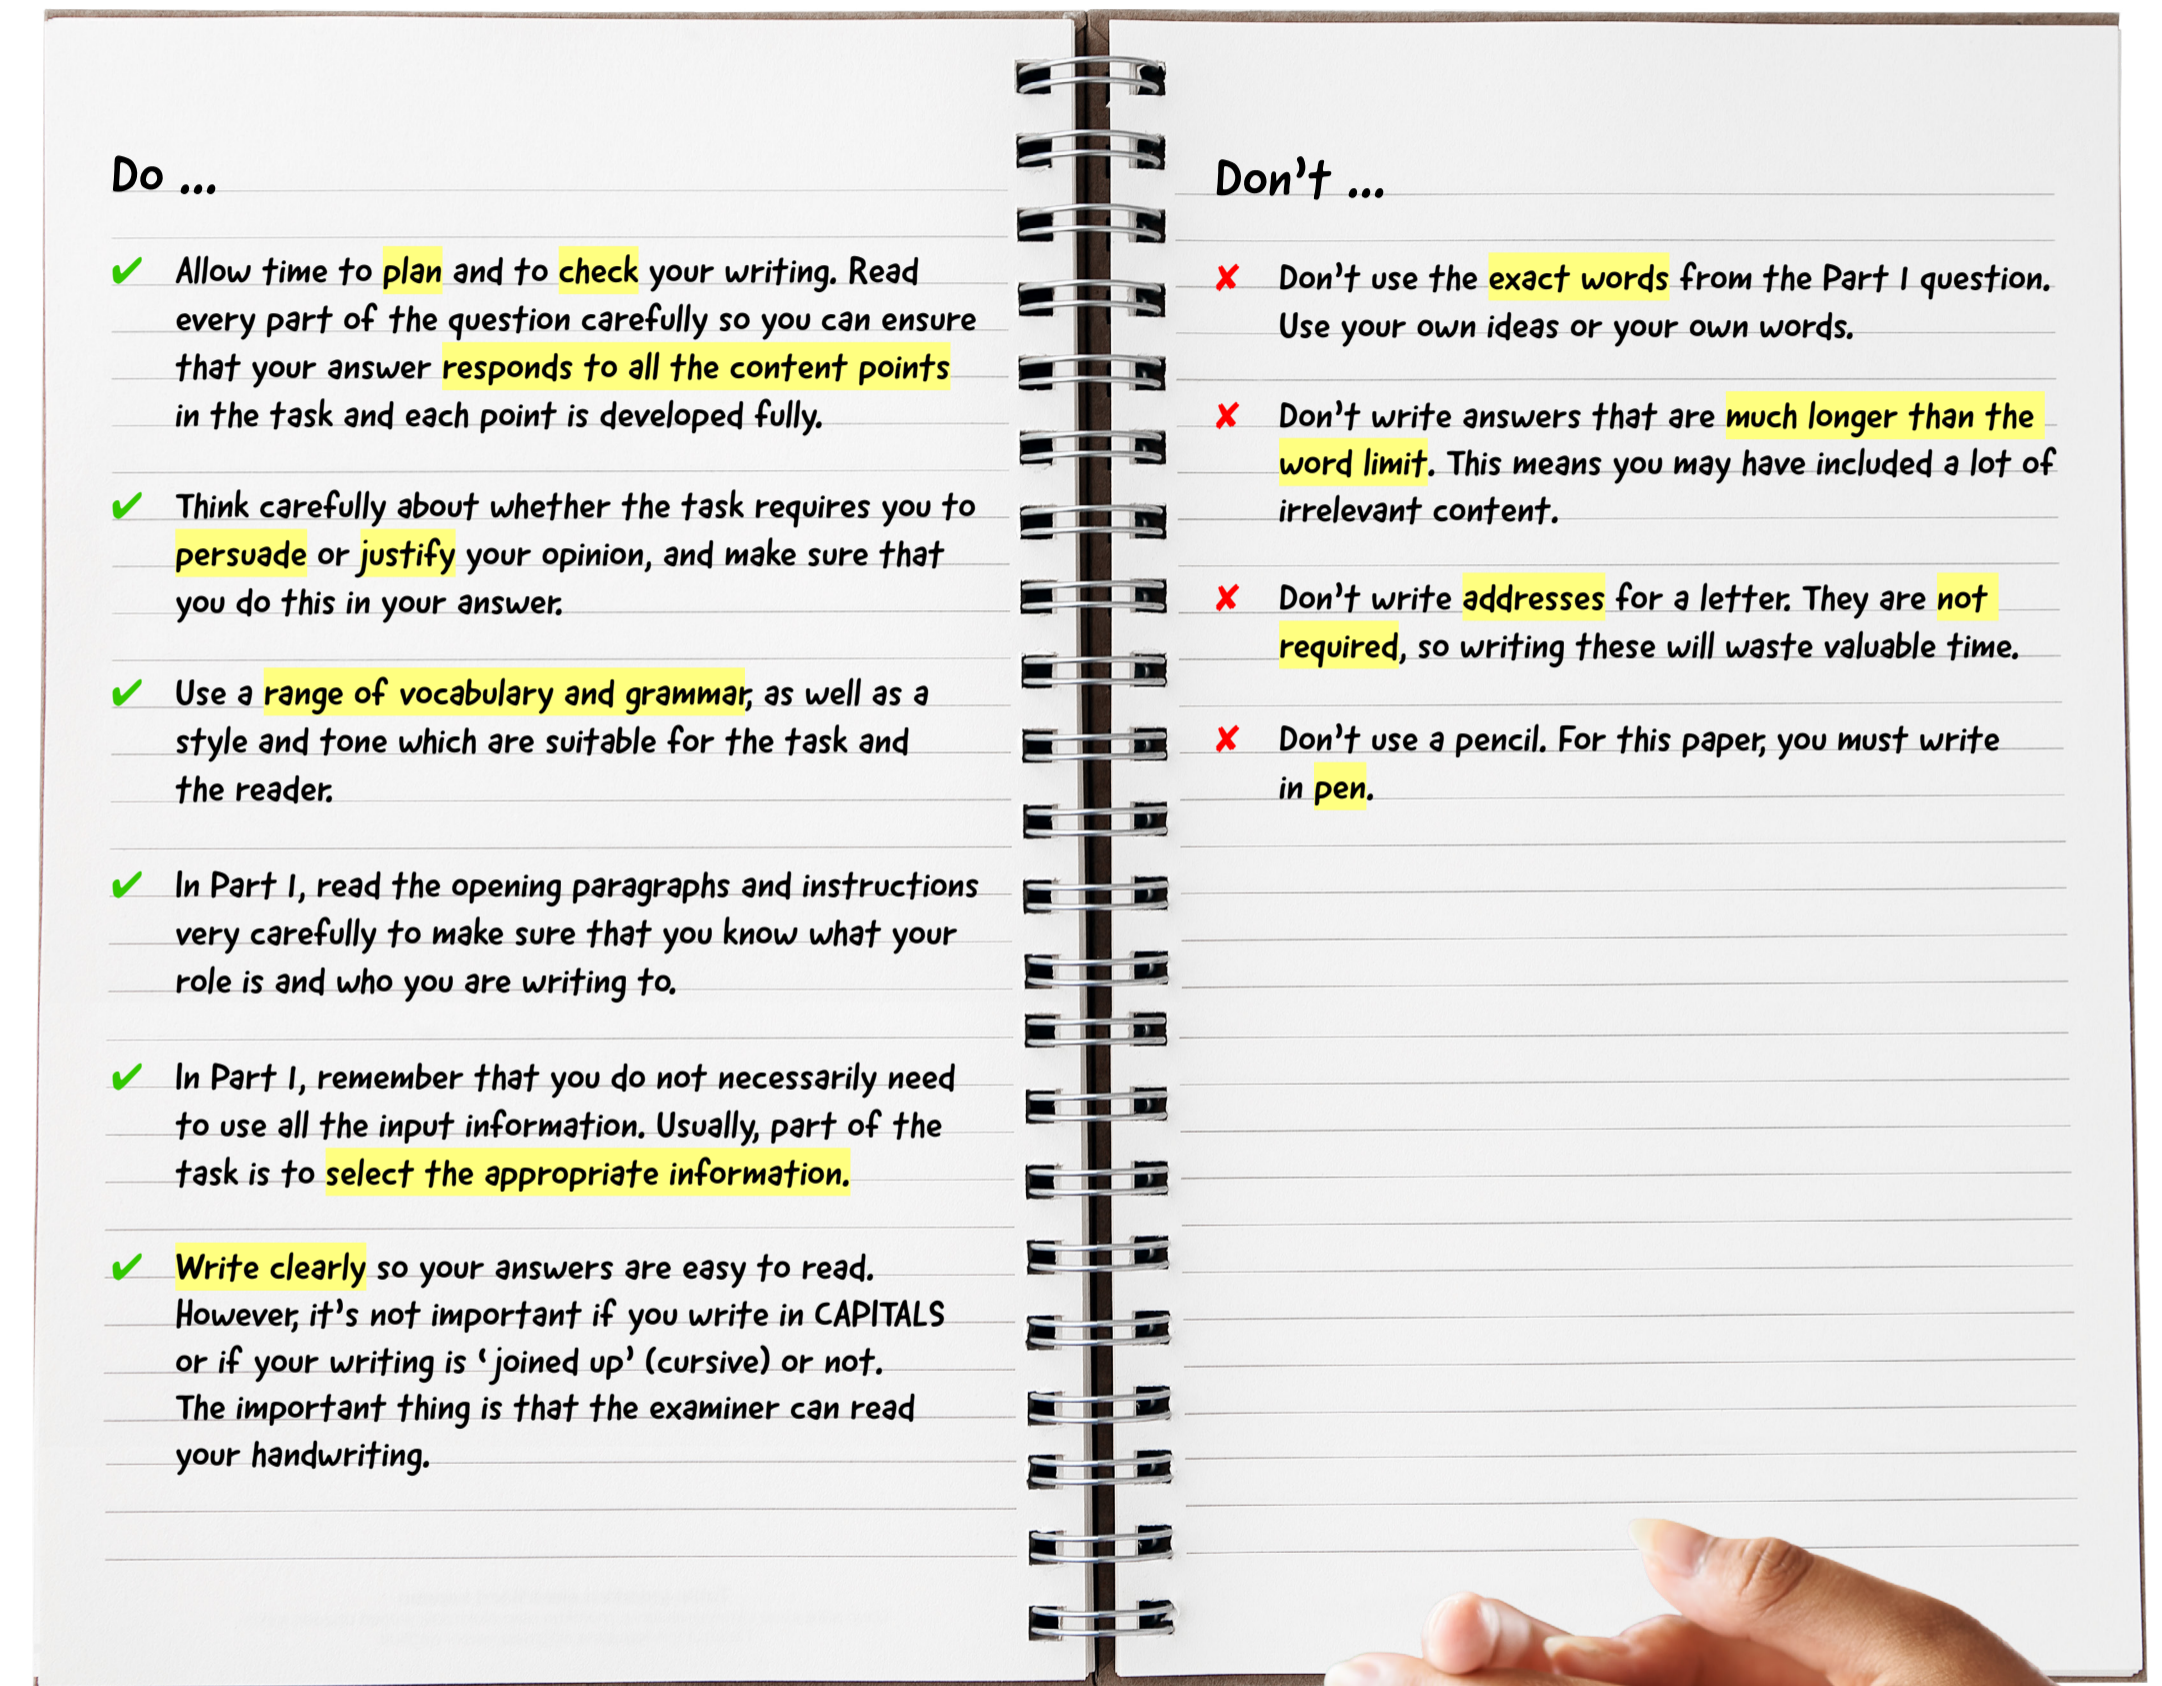 Do ...
✔ Allow time to plan and to check your writing. Read
every part of the question carefully so you can ensure
that your answer responds to all the content points
in the task and each point is developed fully.
✔ Think carefully about whether the task requires you to
persuade or justify your opinion, and make sure that
you do this in your answer.
✔ Use a range of vocabulary and grammar, as well as a
style and tone which are suitable for the task and
the reader.
✔ In Part 1, read the opening paragraphs and instructions
very carefully to make sure that you know what your
role is and who you are writing to.
✔ In Part 1, remember that you do not necessarily need
to use all the input information. Usually, part of the
task is to select the appropriate information.
✔ Write clearly so your answers are easy to read.
However, it's not important if you write in CAPITALS
or if your writing is ‘joined up’ (cursive) or not.
The important thing is that the examiner can read
your handwriting.
Don’t ...
✘ Don’t use the exact words from the Part 1 question.
Use your own ideas or your own words.
✘ Don’t write answers that are much longer than the
word limit. This means you may have included a lot of
irrelevant content.
✘ Don’t write addresses for a letter. They are not
required, so writing these will waste valuable time.
✘ Don’t use a pencil. For this paper, you must write
in pen.